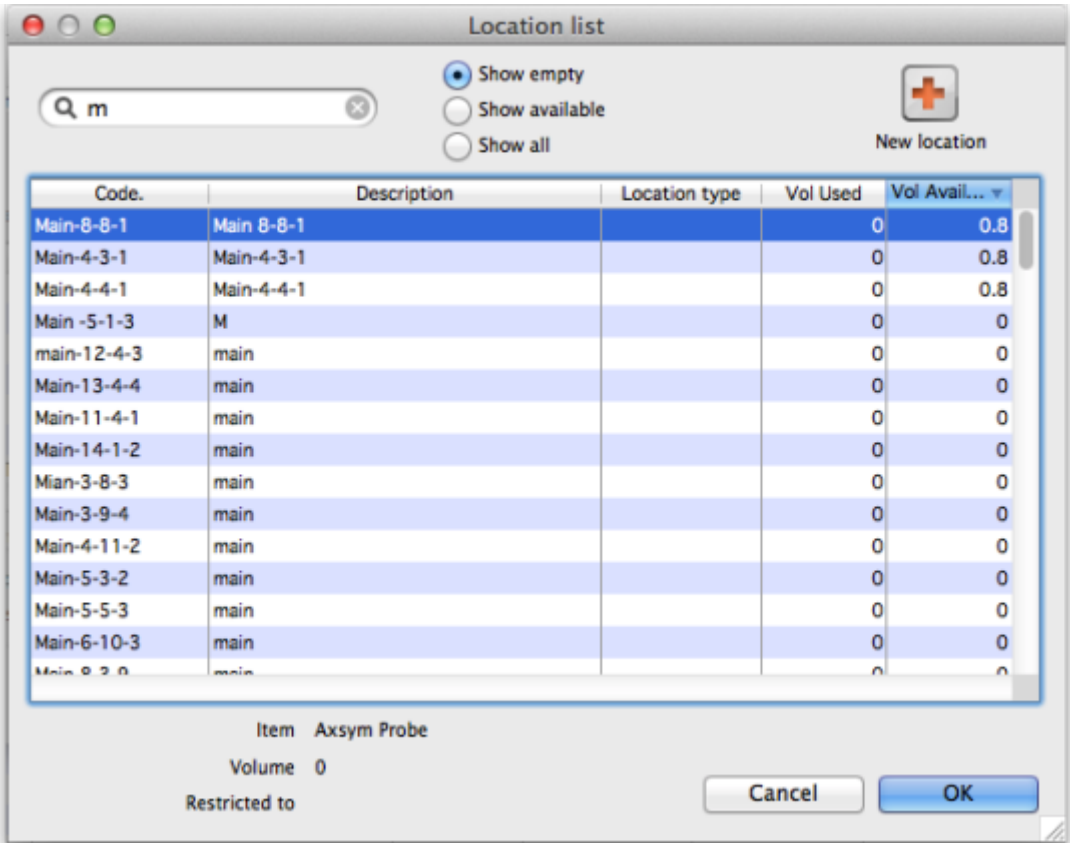 Location list
m
Show empty
Show available
Show all
New location
Code. Description Location type Vol Used Vol Avail...
Main-8-8-1 Main 8-8-1 0 0.8
Main-4-3-1 Main-4-3-1 0 0.8
Main-4-4-1 Main-4-4-1 0 0.8
Main -5-1-3 M 0 0
main-12-4-3 main 0 0
Main-13-4-4 main 0 0
Main-11-4-1 main 0 0
Main-14-1-2 main 0 0
Mian-3-8-3 main 0 0
Main-3-9-4 main 0 0
Main-4-11-2 main 0 0
Main-5-3-2 main 0 0
Main-5-5-3 main 0 0
Main-6-10-3 main 0 0
main 0 0
Item Axsym Probe
Volume 0
Restricted to
Cancel OK